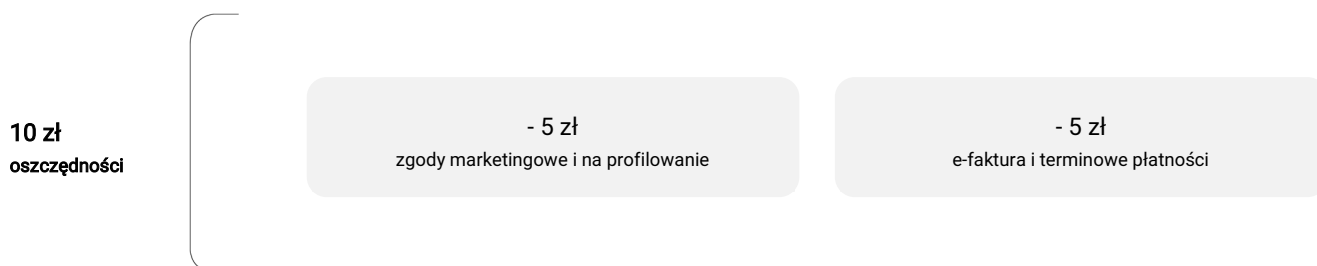 10 zł
oszczędności
- 5 zł
zgody marketingowe i na profilowanie
- 5 zł
e-faktura i terminowe płatności